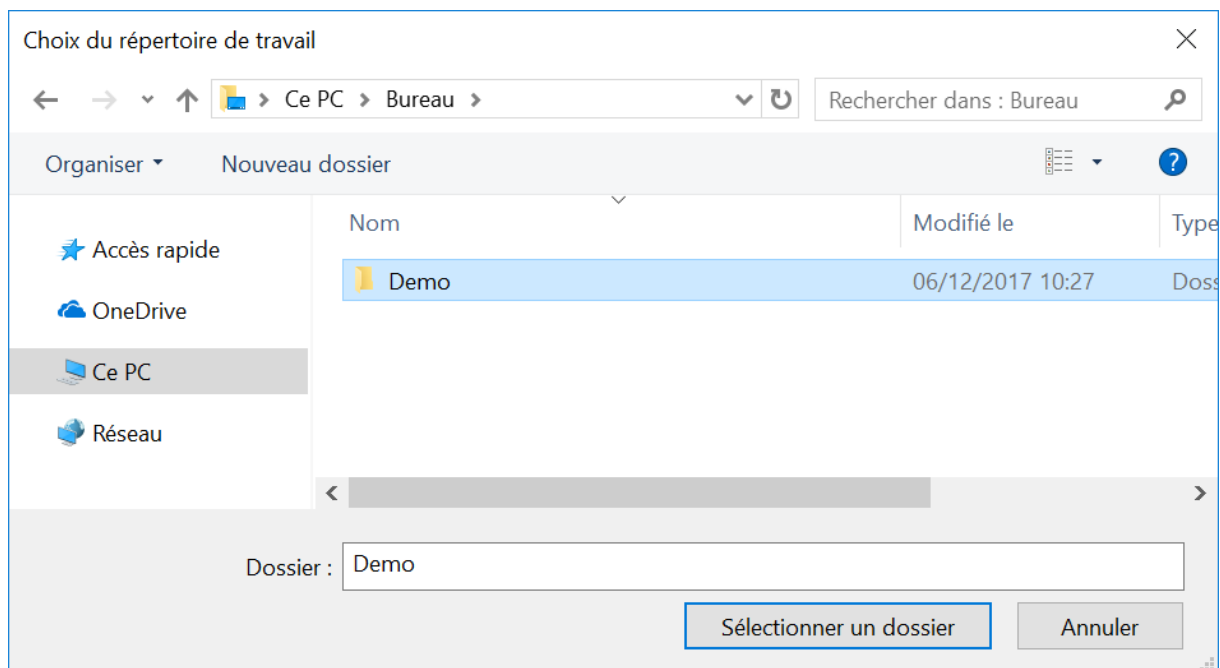 Choix du répertoire de travail
Ce PC > Bureau >
Rechercher dans : Bureau
Organiser
Nouveau dossier
?
Nom
Modifié le
Type
Accès rapide
Demo
06/12/2017 10:27
Doss
OneDrive
Ce PC
Réseau
Dossier : Demo
Sélectionner un dossier
Annuler